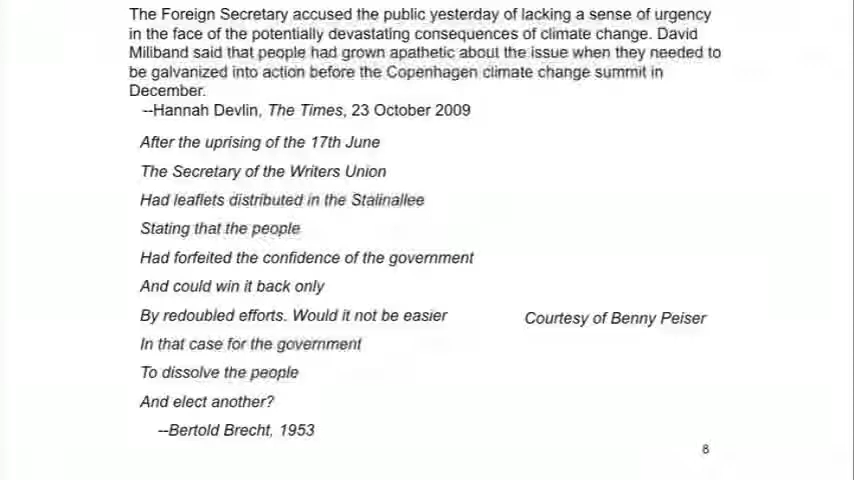 The Foreign Secretary accused the public yesterday of lacking a sense of urgency
in the face of the potentially devastating consequences of climate change. David
Miliband said that people had grown apathetic about the issue when they needed to
be galvanized into action before the Copenhagen climate change summit in
December.
--Hannah Devlin, The Times, 23 October 2009
After the uprising of the 17th June
The Secretary of the Writers Union
Had leaflets distributed in the Stalinallee
Stating that the people
Had forfeited the confidence of the government
And could win it back only
By redoubled efforts. Would it not be easier
Courtesy of Benny Peiser
In that case for the government
To dissolve the people
And elect another?
--Bertold Brecht, 1953
8